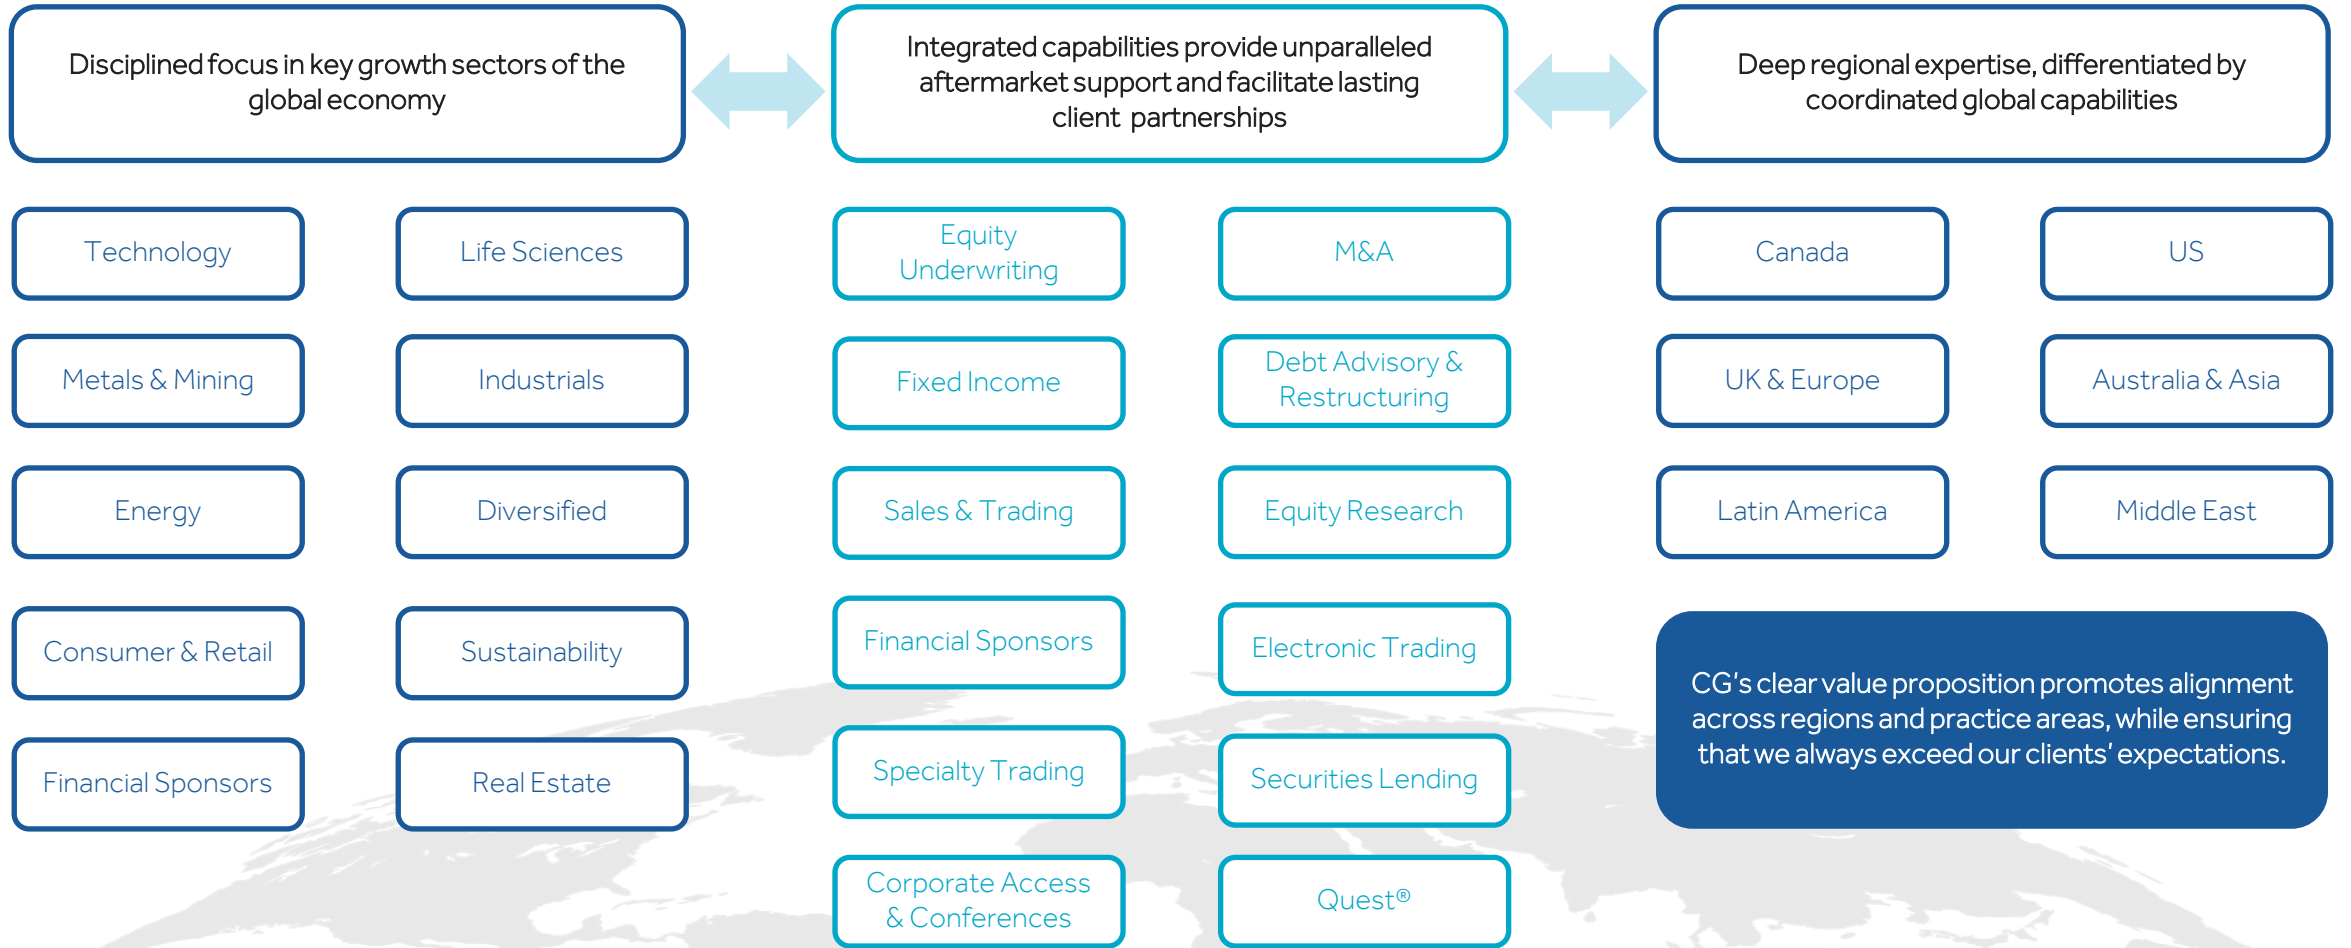 Disciplined focus in key growth sectors of the
global economy
Integrated capabilities provide unparalleled
aftermarket support and facilitate lasting
client partnerships
Deep regional expertise, differentiated by
coordinated global capabilities
Technology
Life Sciences
Metals & Mining
Industrials
Energy
Diversified
Consumer & Retail
Sustainability
Financial Sponsors
Real Estate
Equity
Underwriting
M&A
Fixed Income
Debt Advisory &
Restructuring
Sales & Trading
Equity Research
Financial Sponsors
Electronic Trading
Specialty Trading
Securities Lending
Corporate Access
& Conferences
Quest®
Canada
US
UK & Europe
Australia & Asia
Latin America
Middle East
CG's clear value proposition promotes alignment
across regions and practice areas, while ensuring
that we always exceed our clients' expectations.